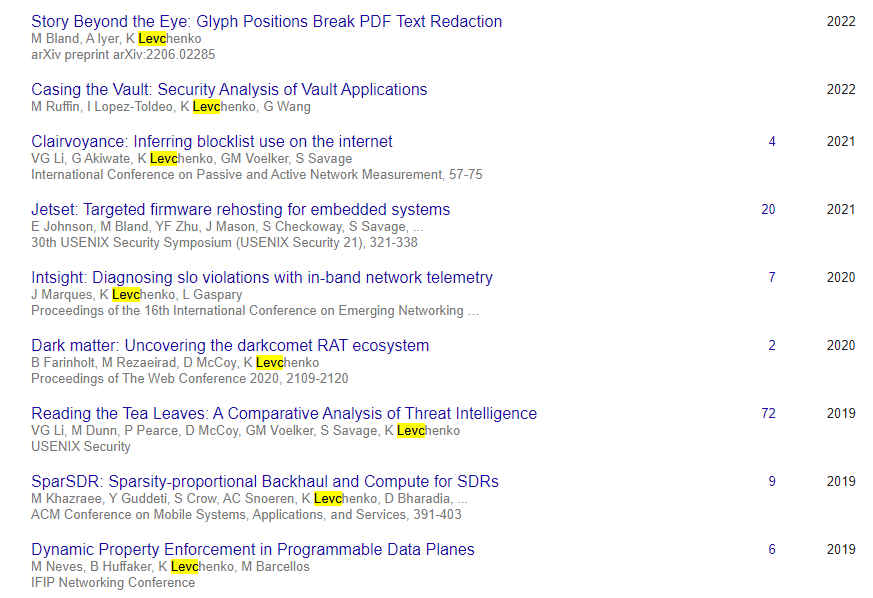 Story Beyond the Eye: Glyph Positions Break PDF Text Redaction 2022
M Bland, A Iyer, K Levchenko
arXiv preprint arXiv:2206.02285
Casing the Vault: Security Analysis of Vault Applications 2022
M Ruffin, I Lopez-Toldeo, K Levchenko, G Wang
Clairvoyance: Inferring blocklist use on the internet 4 2021
VG Li, G Akiwate, K Levchenko, GM Voelker, S Savage
International Conference on Passive and Active Network Measurement, 57-75
Jetset: Targeted firmware rehosting for embedded systems 20 2021
E Johnson, M Bland, YF Zhu, J Mason, S Checkoway, S Savage, ...
30th USENIX Security Symposium (USENIX Security 21), 321-338
Intsight: Diagnosing slo violations with in-band network telemetry 7 2020
J Marques, K Levchenko, L Gaspary
Proceedings of the 16th International Conference on Emerging Networking ...
Dark matter: Uncovering the darkcomet RAT ecosystem 2 2020
B Farinholt, M Rezaeirad, D McCoy, K Levchenko
Proceedings of The Web Conference 2020, 2109-2120
Reading the Tea Leaves: A Comparative Analysis of Threat Intelligence 72 2019
VG Li, M Dunn, P Pearce, D McCoy, GM Voelker, S Savage, K Levchenko
USENIX Security
SparSDR: Sparsity-proportional Backhaul and Compute for SDRs 9 2019
M Khazraee, Y Guddeti, S Crow, AC Snoeren, K Levchenko, D Bharadia, ...
ACM Conference on Mobile Systems, Applications, and Services, 391-403
Dynamic Property Enforcement in Programmable Data Planes 6 2019
M Neves, B Huffaker, K Levchenko, M Barcellos
IFIP Networking Conference